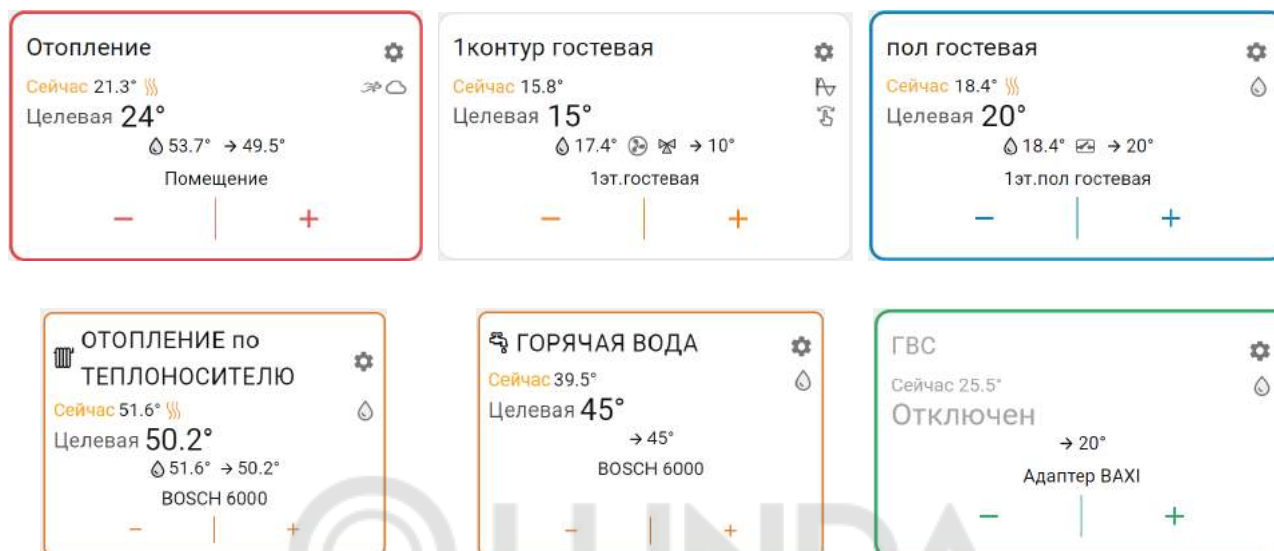 Отопление
Сейчас 21.3°
Целевая 24°
53.7° → 49.5°
Помещение
− +
1контур гостевая
Сейчас 15.8°
Целевая 15°
17.4° → 10°
1эт.гостевая
− +
пол гостевая
Сейчас 18.4°
Целевая 20°
18.4° → 20°
1эт.пол гостевая
− +
ОТОПЛЕНИЕ по
ТЕПЛОНОСИТЕЛЮ
Сейчас 51.6°
Целевая 50.2°
51.6° → 50.2°
BOSCH 6000
− +
ГОРЯЧАЯ ВОДА
Сейчас 39.5°
Целевая 45°
→ 45°
BOSCH 6000
− +
ГВС
Сейчас 25.5°
Отключен
→ 20°
Адаптер BAXI
− +